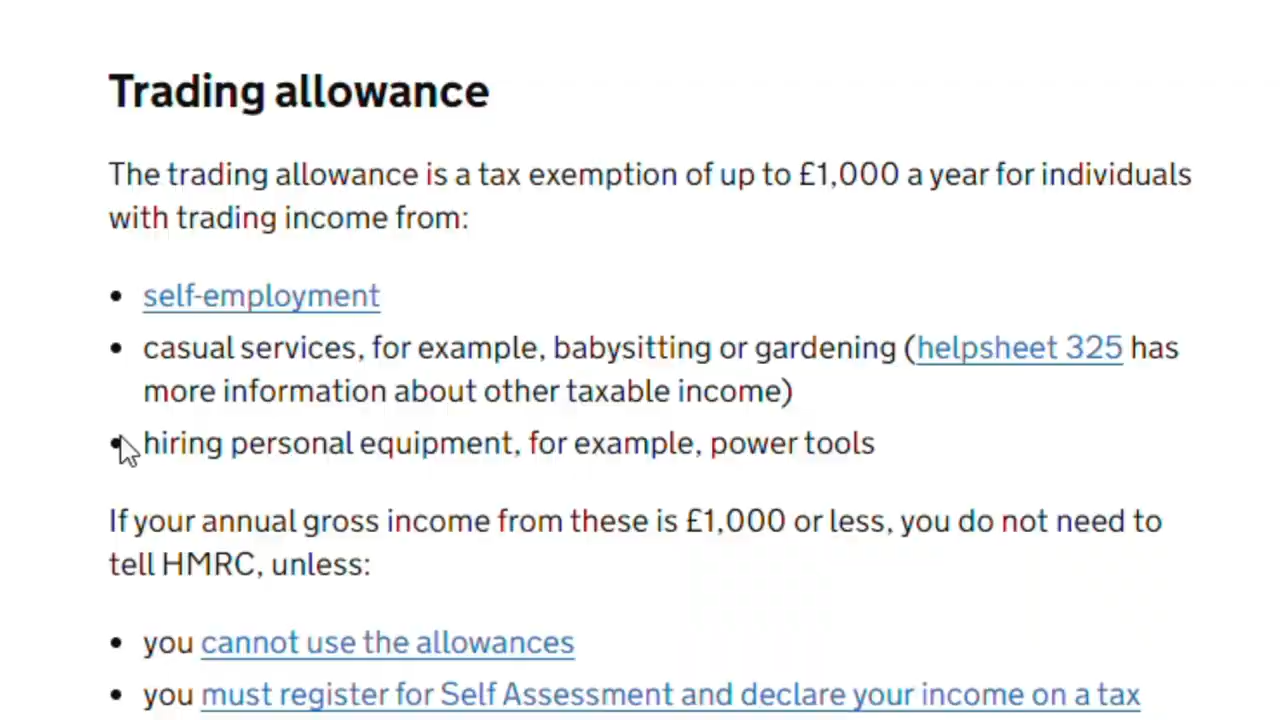 Trading allowance
The trading allowance is a tax exemption of up to £1,000 a year for individuals
with trading income from:
• self-employment
• casual services, for example, babysitting or gardening (helpsheet 325 has
more information about other taxable income)
• hiring personal equipment, for example, power tools
If your annual gross income from these is £1,000 or less, you do not need to
tell HMRC, unless:
• you cannot use the allowances
• you must register for Self Assessment and declare your income on a tax